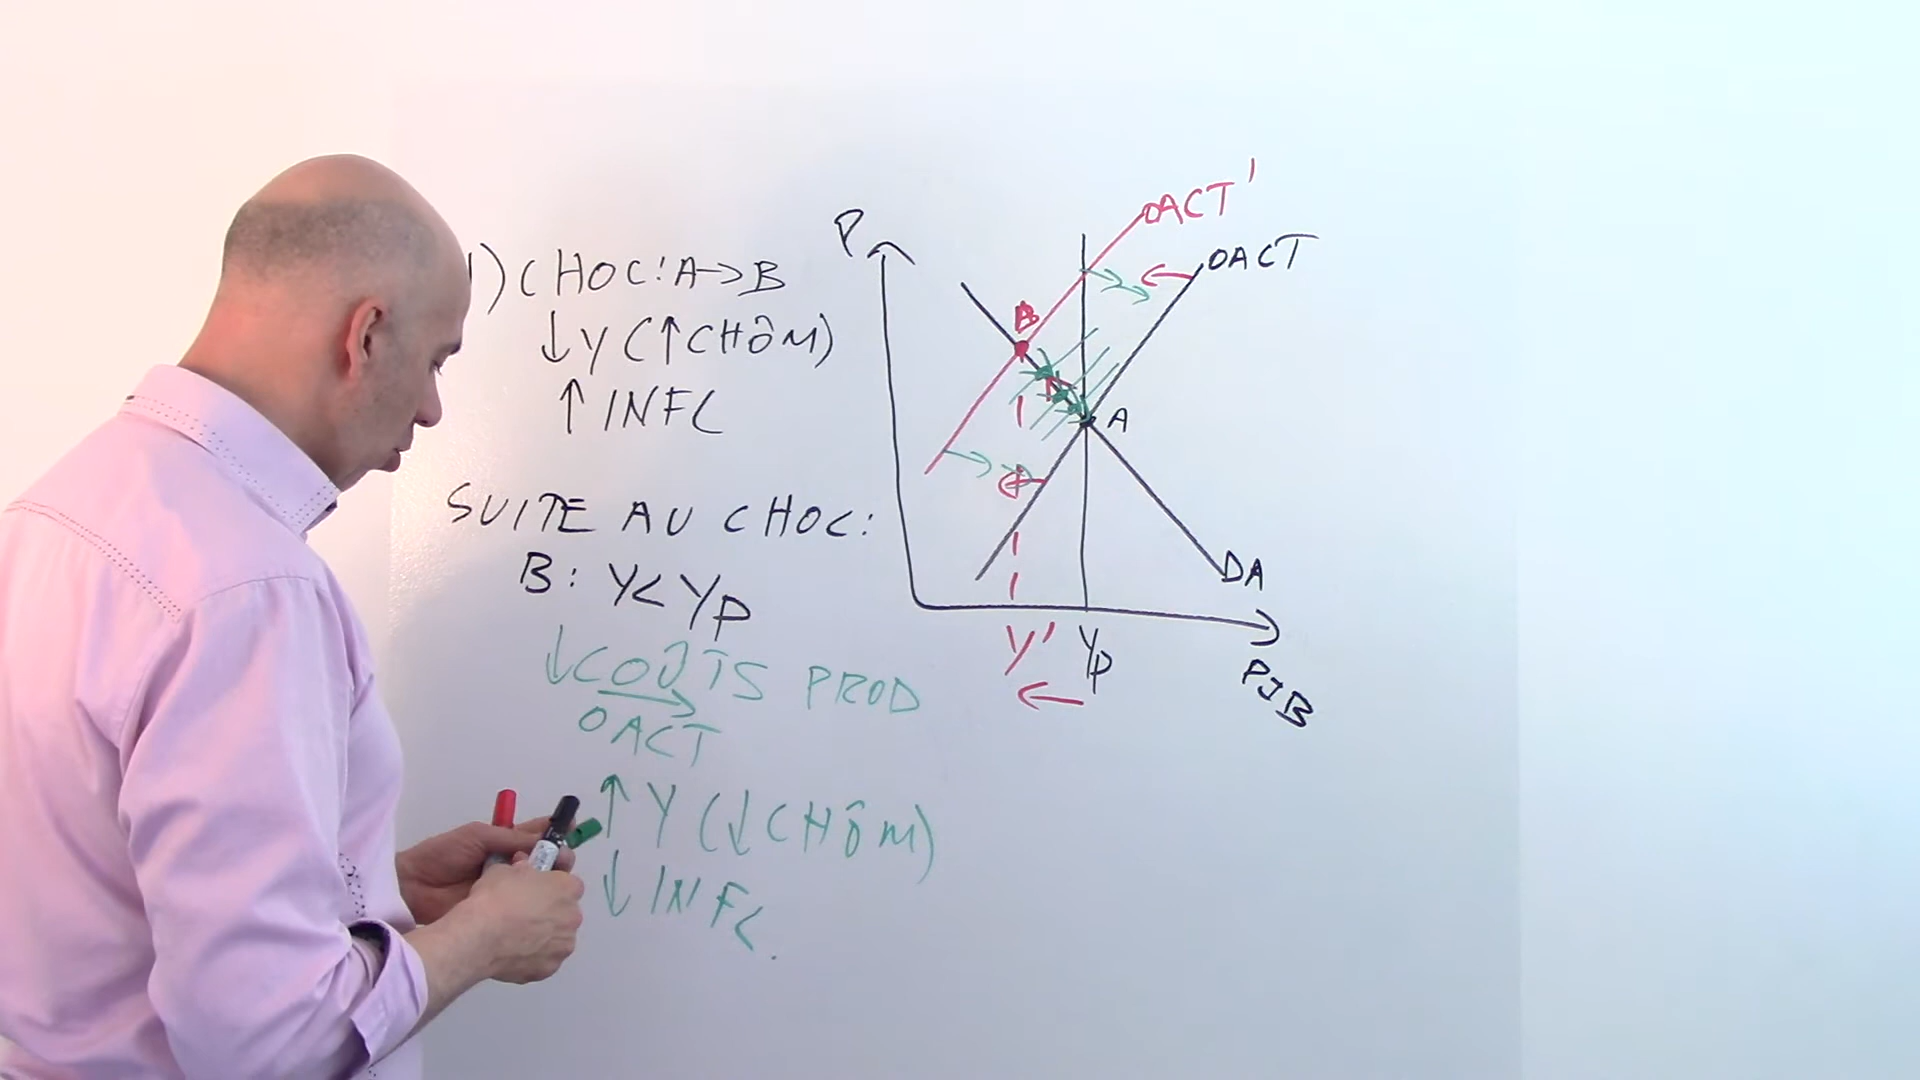 1) CHOC: A→B
↓Y (↑CHÔM)
↑INFL
SUITE AU CHOC:
B: Y<Yp
↓COÛTS PROD
→
OACT
↑Y (↓CHÔM)
↓INFL
P
OACT'
OACT
B
A
DA
Y'
Yp
←
PIB